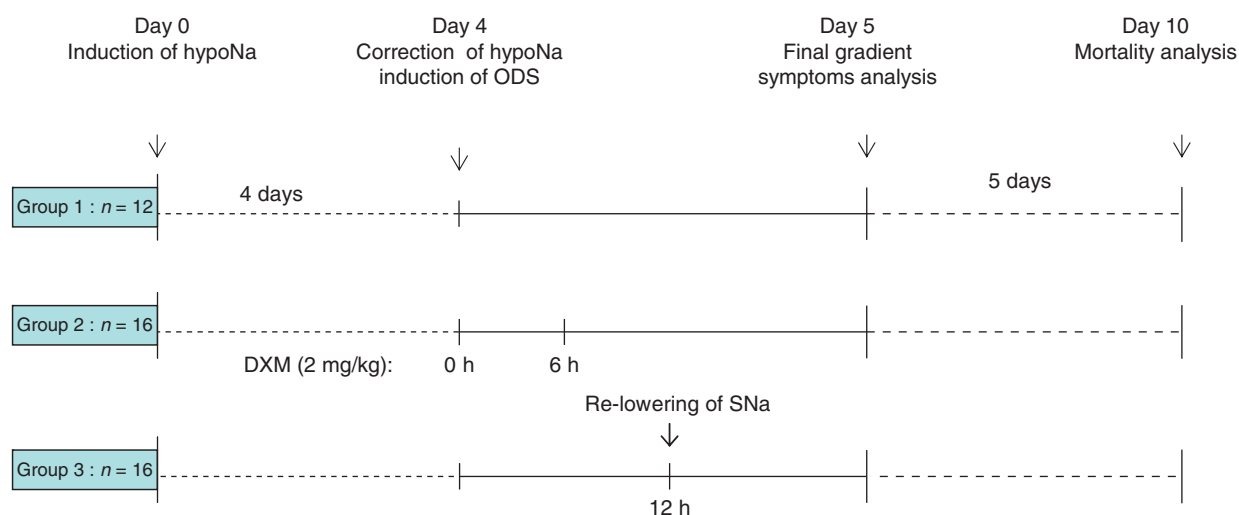 Day 0
Induction of hypoNa
Day 4
Correction of hypoNa
induction of ODS
Day 5
Final gradient
symptoms analysis
Day 10
Mortality analysis
Group 1 : n = 12
4 days
5 days
Group 2 : n = 16
DXM (2 mg/kg): 0 h 6 h
Re-lowering of SNa
Group 3 : n = 16
12 h